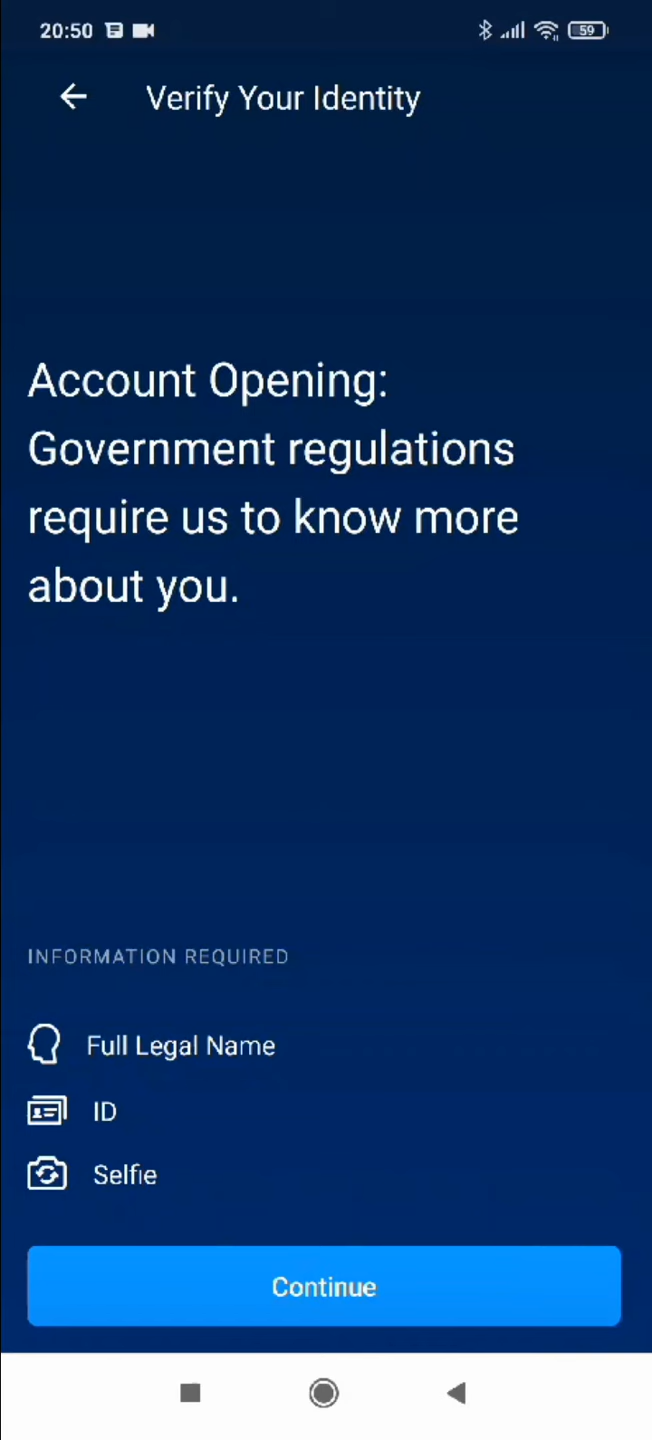 20:50 59
Verify Your Identity
Account Opening:
Government regulations
require us to know more
about you.
INFORMATION REQUIRED
Full Legal Name
ID
Selfie
Continue